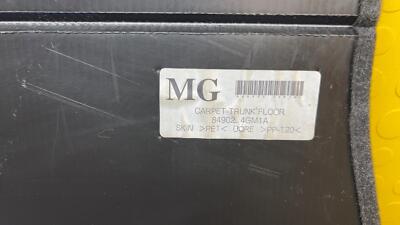 MG
CARPET-TRUNK FLOOR
84902 4GM1A
SKIN >PET< CORE >PP-T20<